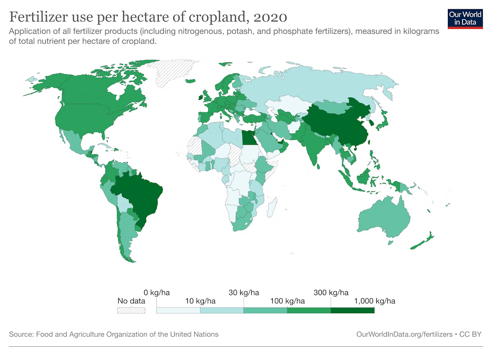 Fertilizer use per hectare of cropland, 2020
Our World
in Data
Application of all fertilizer products (including nitrogenous, potash, and phosphate fertilizers), measured in kilograms
of total nutrient per hectare of cropland.
0 kg/ha
30 kg/ha
300 kg/ha
No data
10 kg/ha
100 kg/ha
1,000 kg/ha
Source: Food and Agriculture Organization of the United Nations
OurWorldInData.org/fertilizers • CC BY